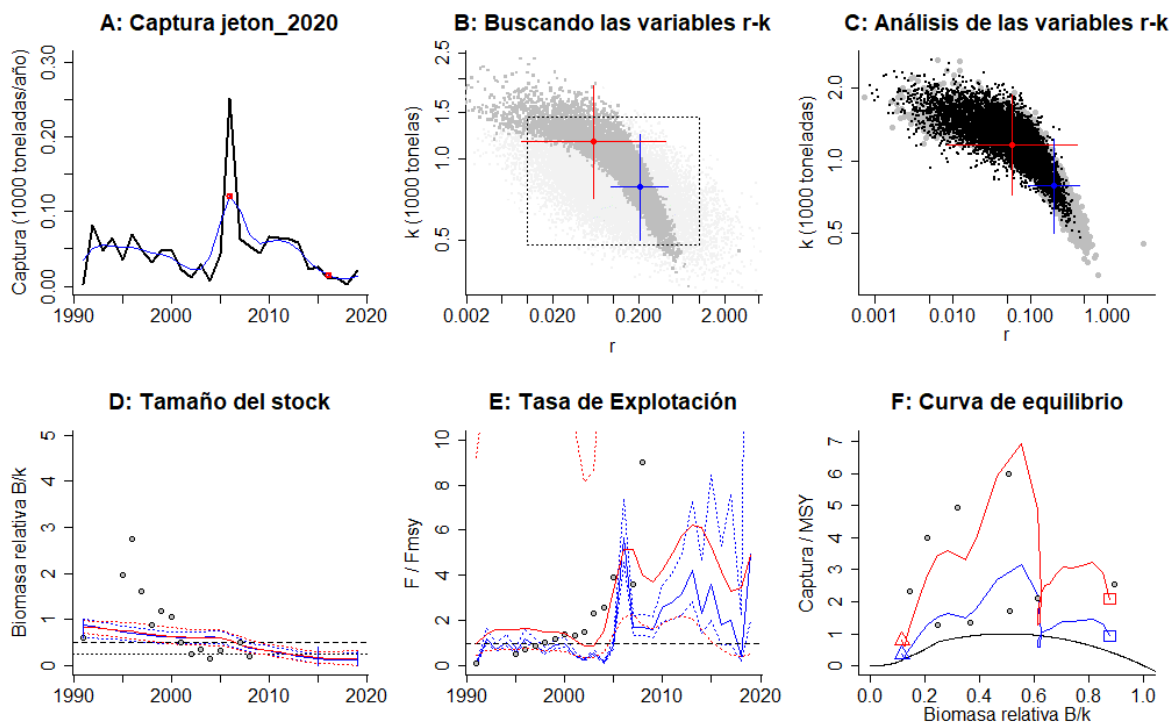 A: Captura jeton_2020
Captura (1000 toneladas/año)
0.30
0.20
0.10
0.00
1990 2000 2010 2020
B: Buscando las variables r-k
k (1000 tonelas)
2.5
1.5
1.0
0.5
0.002 0.020 0.200 2.000
r
C: Análisis de las variables r-k
k (1000 toneladas)
2.0
1.0
0.5
0.001 0.010 0.100 1.000
r
D: Tamaño del stock
Biomasa relativa B/k
5
4
3
2
1
0
1990 2000 2010 2020
E: Tasa de Explotación
F / Fmsy
10
8
6
4
2
0
1990 2000 2010 2020
F: Curva de equilibrio
Captura / MSY
7
6
5
4
3
2
1
0
0.0 0.2 0.4 0.6 0.8 1.0
Biomasa relativa B/k